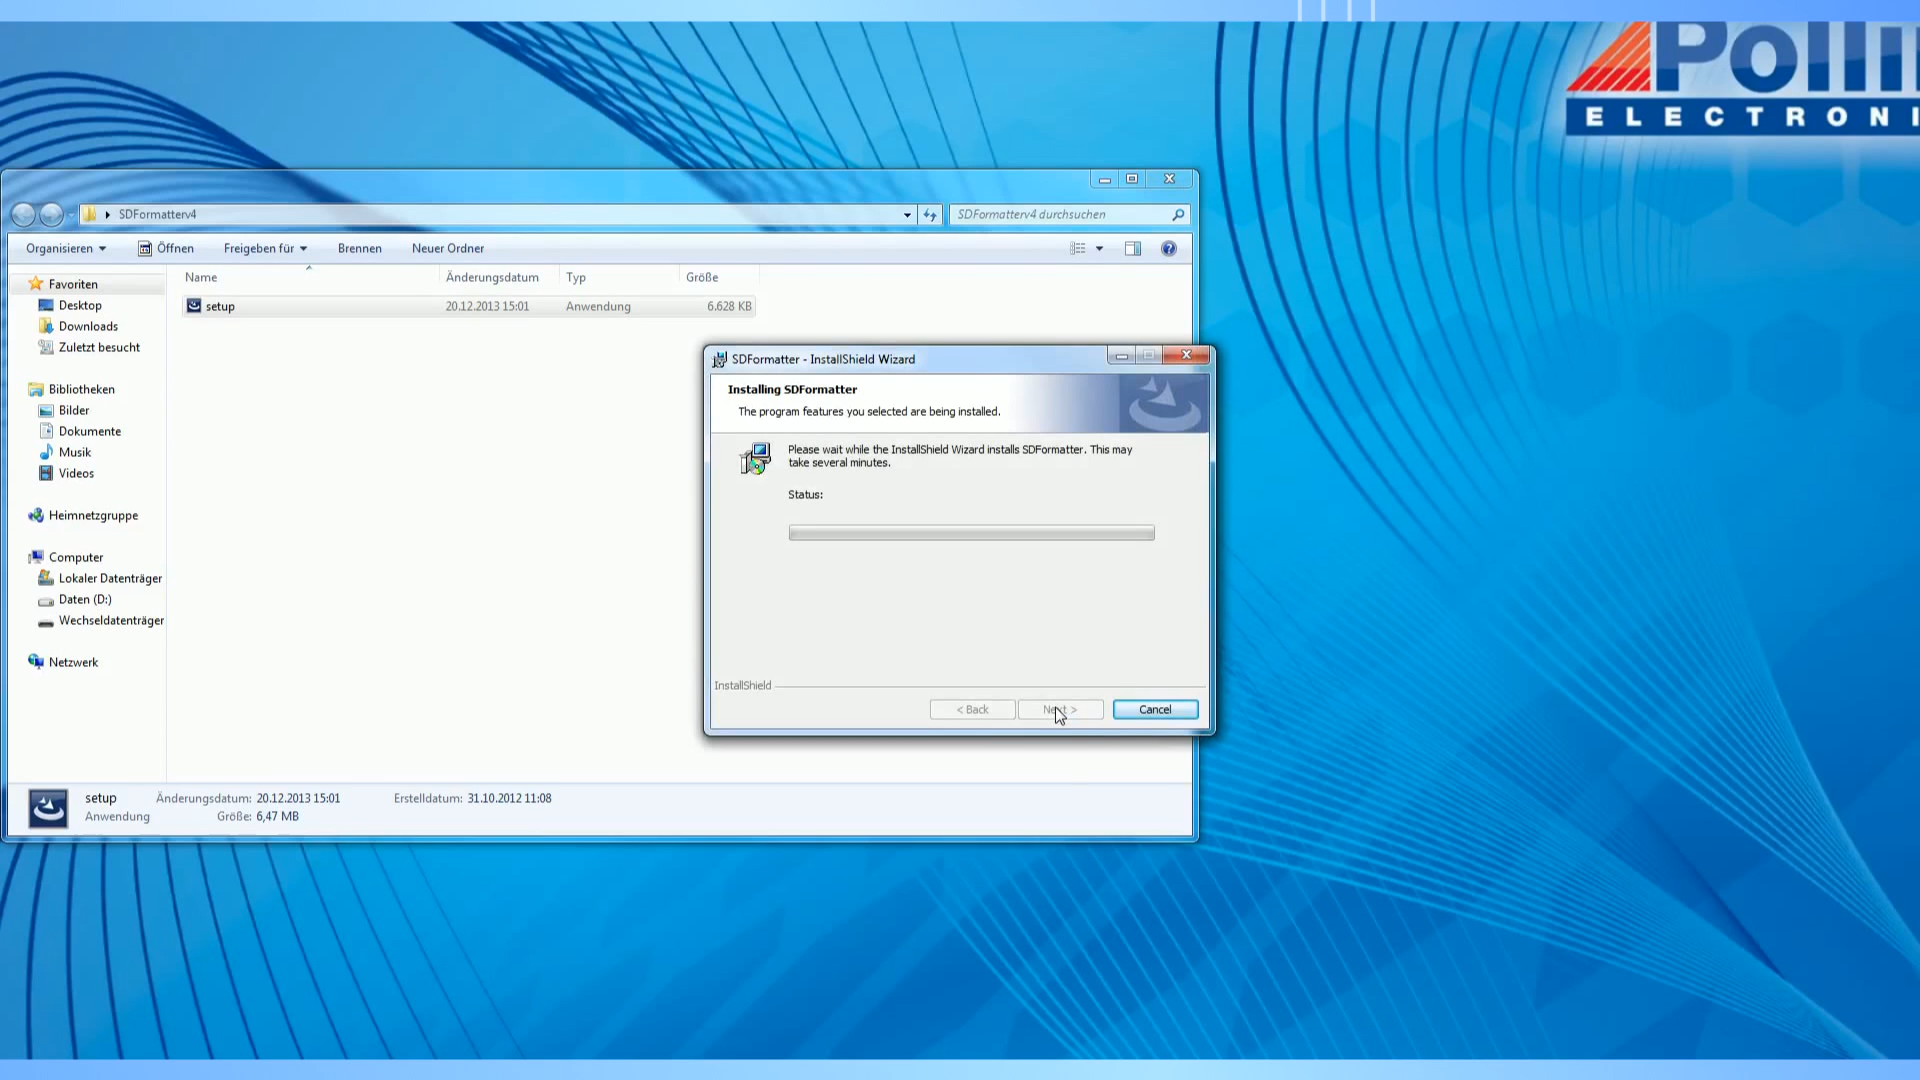 Polli
ELECTRONI
SDFormatterv4
SDFormatterv4 durchsuchen
Organisieren
Öffnen
Freigeben für
Brennen
Neuer Ordner
Name
Änderungsdatum
Typ
Größe
setup
20.12.2013 15:01
Anwendung
6.628 KB
Favoriten
Desktop
Downloads
Zuletzt besucht
Bibliotheken
Bilder
Dokumente
Musik
Videos
Heimnetzgruppe
Computer
Lokaler Datenträger
Daten (D:)
Wechseldatenträger
Netzwerk
SDFormatter - InstallShield Wizard
Installing SDFormatter
The program features you selected are being installed.
Please wait while the InstallShield Wizard installs SDFormatter. This may
take several minutes.
Status:
InstallShield
< Back
Next >
Cancel
setup
Änderungsdatum: 20.12.2013 15:01
Erstelldatum: 31.10.2012 11:08
Anwendung
Größe: 6,47 MB